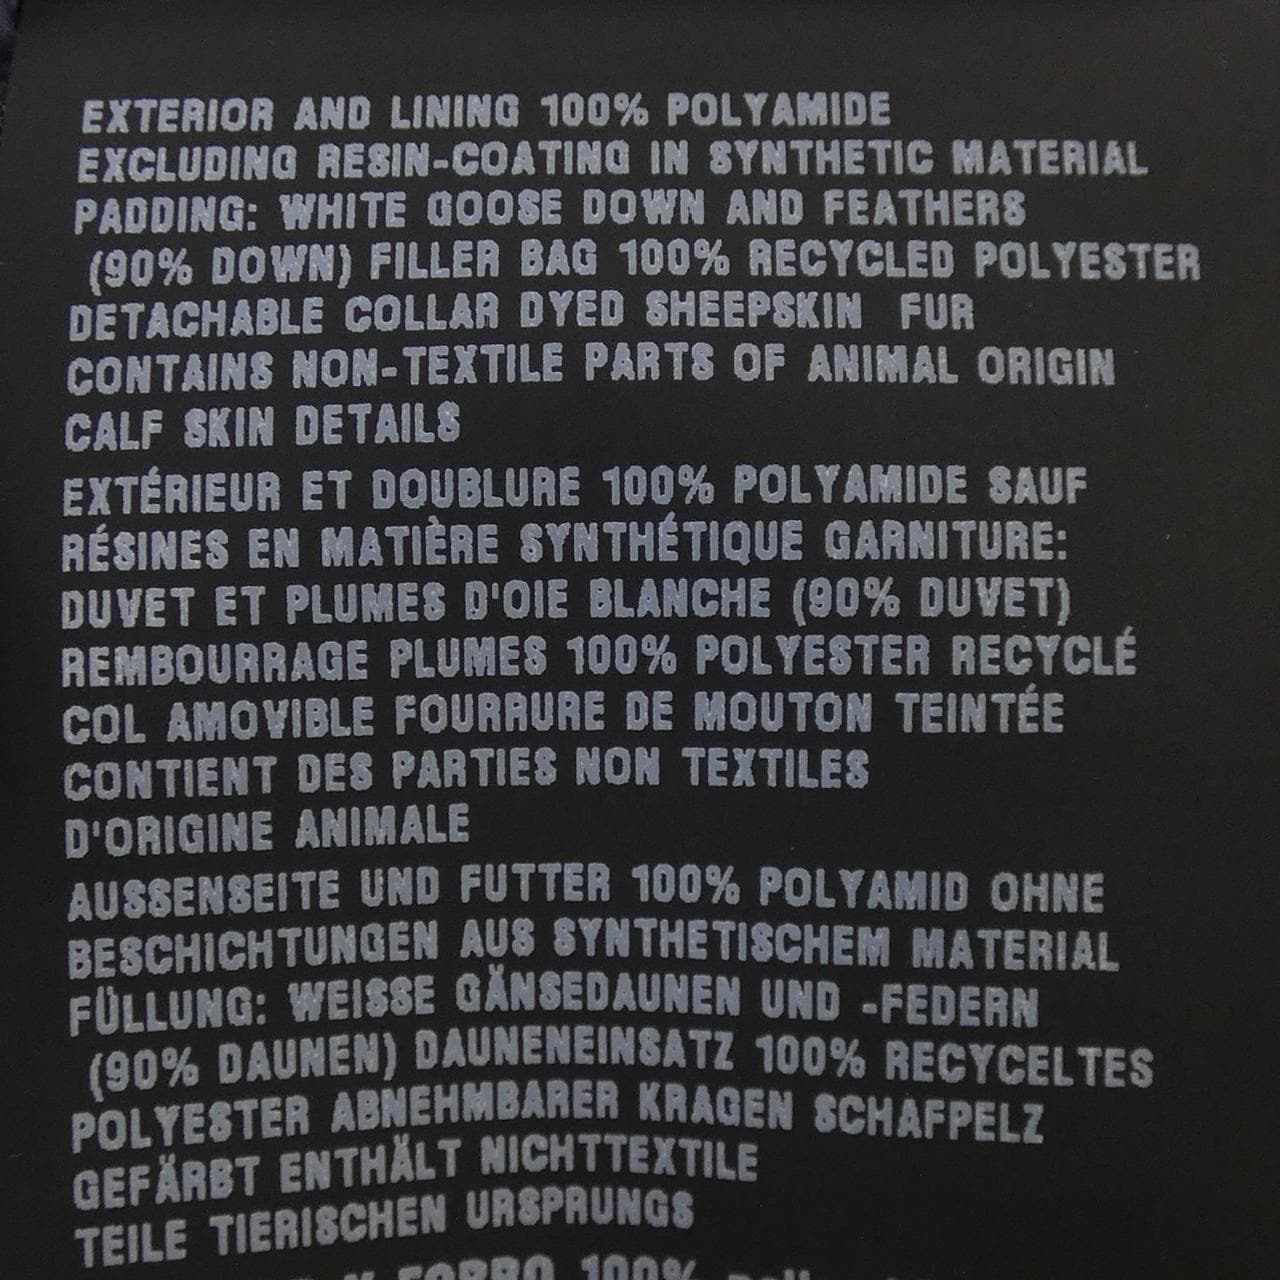 EXTERIOR AND LINING 100% POLYAMIDE
EXCLUDING RESIN-COATING IN SYNTHETIC MATERIAL
PADDING: WHITE GOOSE DOWN AND FEATHERS
(90% DOWN) FILLER BAG 100% RECYCLED POLYESTER
DETACHABLE COLLAR DYED SHEEPSKIN FUR
CONTAINS NON-TEXTILE PARTS OF ANIMAL ORIGIN
CALF SKIN DETAILS
EXTÉRIEUR ET DOUBLURE 100% POLYAMIDE SAUF
RÉSINES EN MATIÈRE SYNTHÉTIQUE GARNITURE:
DUVET ET PLUMES D'OIE BLANCHE (90% DUVET)
REMBOURRAGE PLUMES 100% POLYESTER RECYCLÉ
COL AMOVIBLE FOURRURE DE MOUTON TEINTÉE
CONTIENT DES PARTIES NON TEXTILES
D'ORIGINE ANIMALE
AUSSENSEITE UND FUTTER 100% POLYAMID OHNE
BESCHICHTUNGEN AUS SYNTHETISCHEM MATERIAL
FÜLLUNG: WEISSE GÄNSEDAUNEN UND -FEDERN
(90% DAUNEN) DAUNENEINSATZ 100% RECYCELTES
POLYESTER ABNEHMBARER KRAGEN SCHAFPELZ
GEFÄRBT ENTHÄLT NICHTTEXTILE
TEILE TIERISCHEN URSPRUNGS
Y FORRO 100%